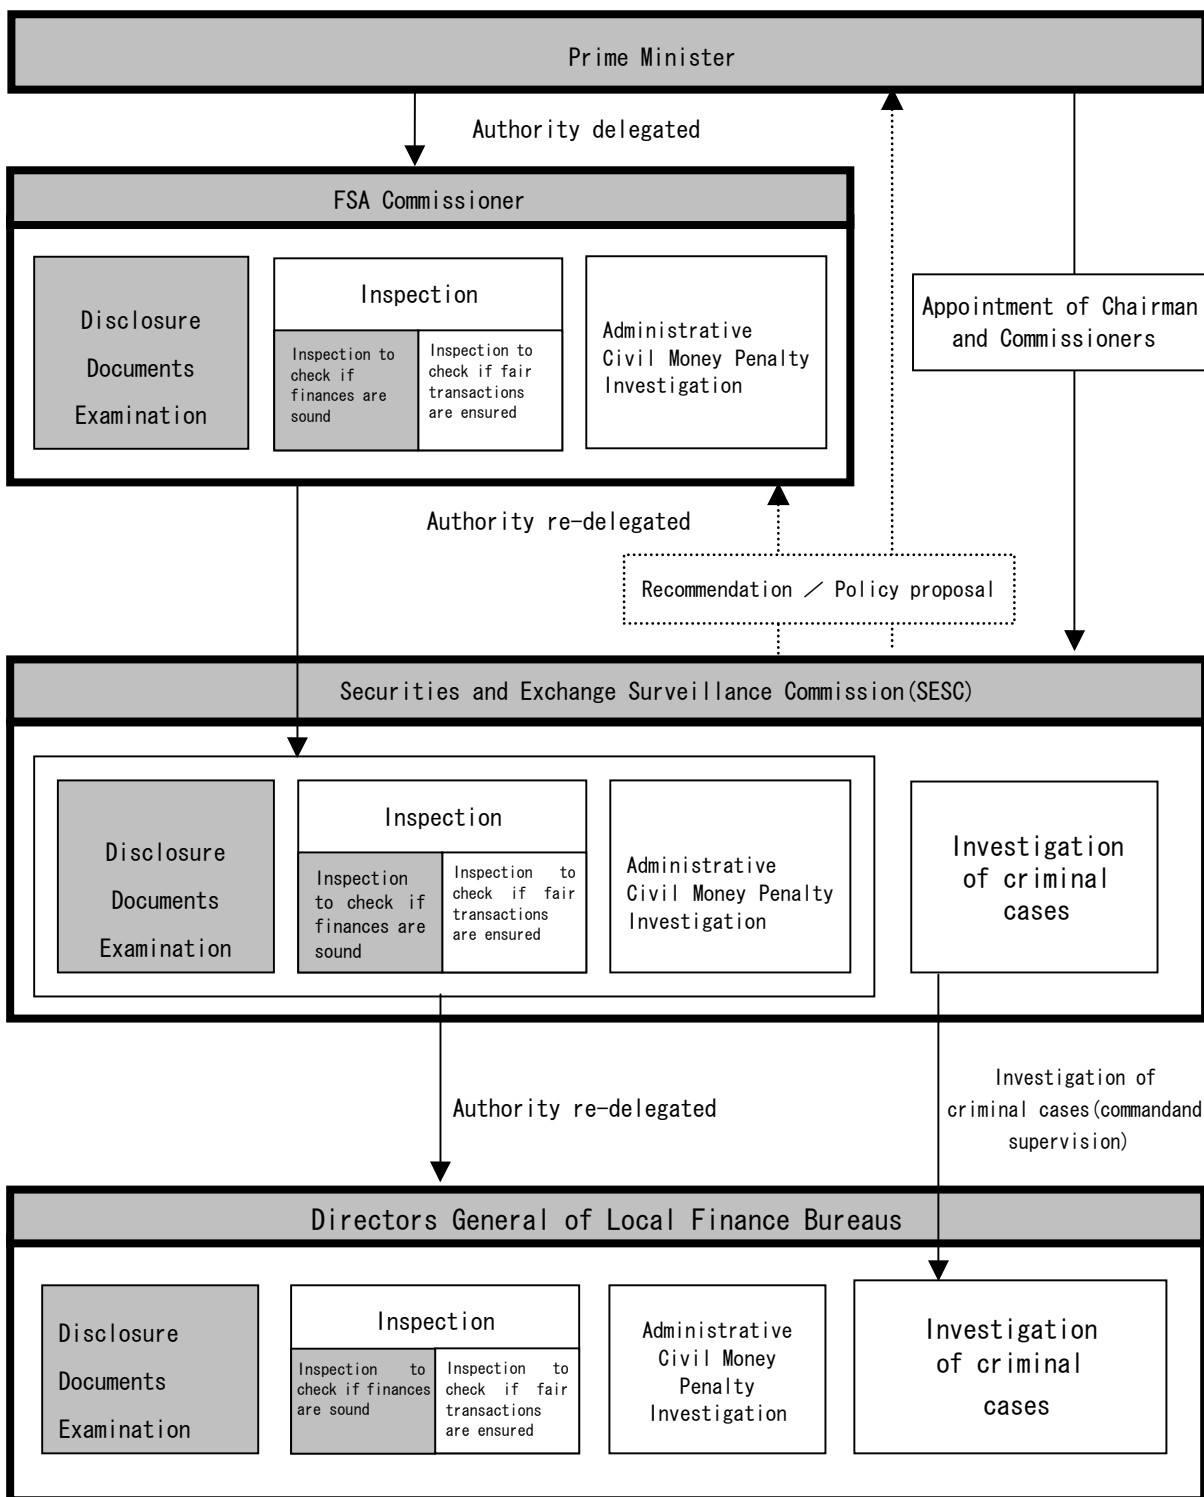 Prime Minister
Authority delegated
FSA Commissioner
Disclosure
Documents
Examination
Inspection
Inspection to
check if
finances are
sound
Inspection to
check if fair
transactions
are ensured
Administrative
Civil Money Penalty
Investigation
Appointment of Chairman
and Commissioners
Authority re-delegated
Recommendation ／ Policy proposal
Securities and Exchange Surveillance Commission(SESC)
Disclosure
Documents
Examination
Inspection
Inspection
to check if
finances are
sound
Inspection to
check if fair
transactions
are ensured
Administrative
Civil Money Penalty
Investigation
Investigation
of criminal
cases
Authority re-delegated
Investigation of
criminal cases(commandand
supervision)
Directors General of Local Finance Bureaus
Disclosure
Documents
Examination
Inspection
Inspection to
check if finances
are sound
Inspection to
check if fair
transactions
are ensured
Administrative
Civil Money
Penalty
Investigation
Investigation
of criminal
cases